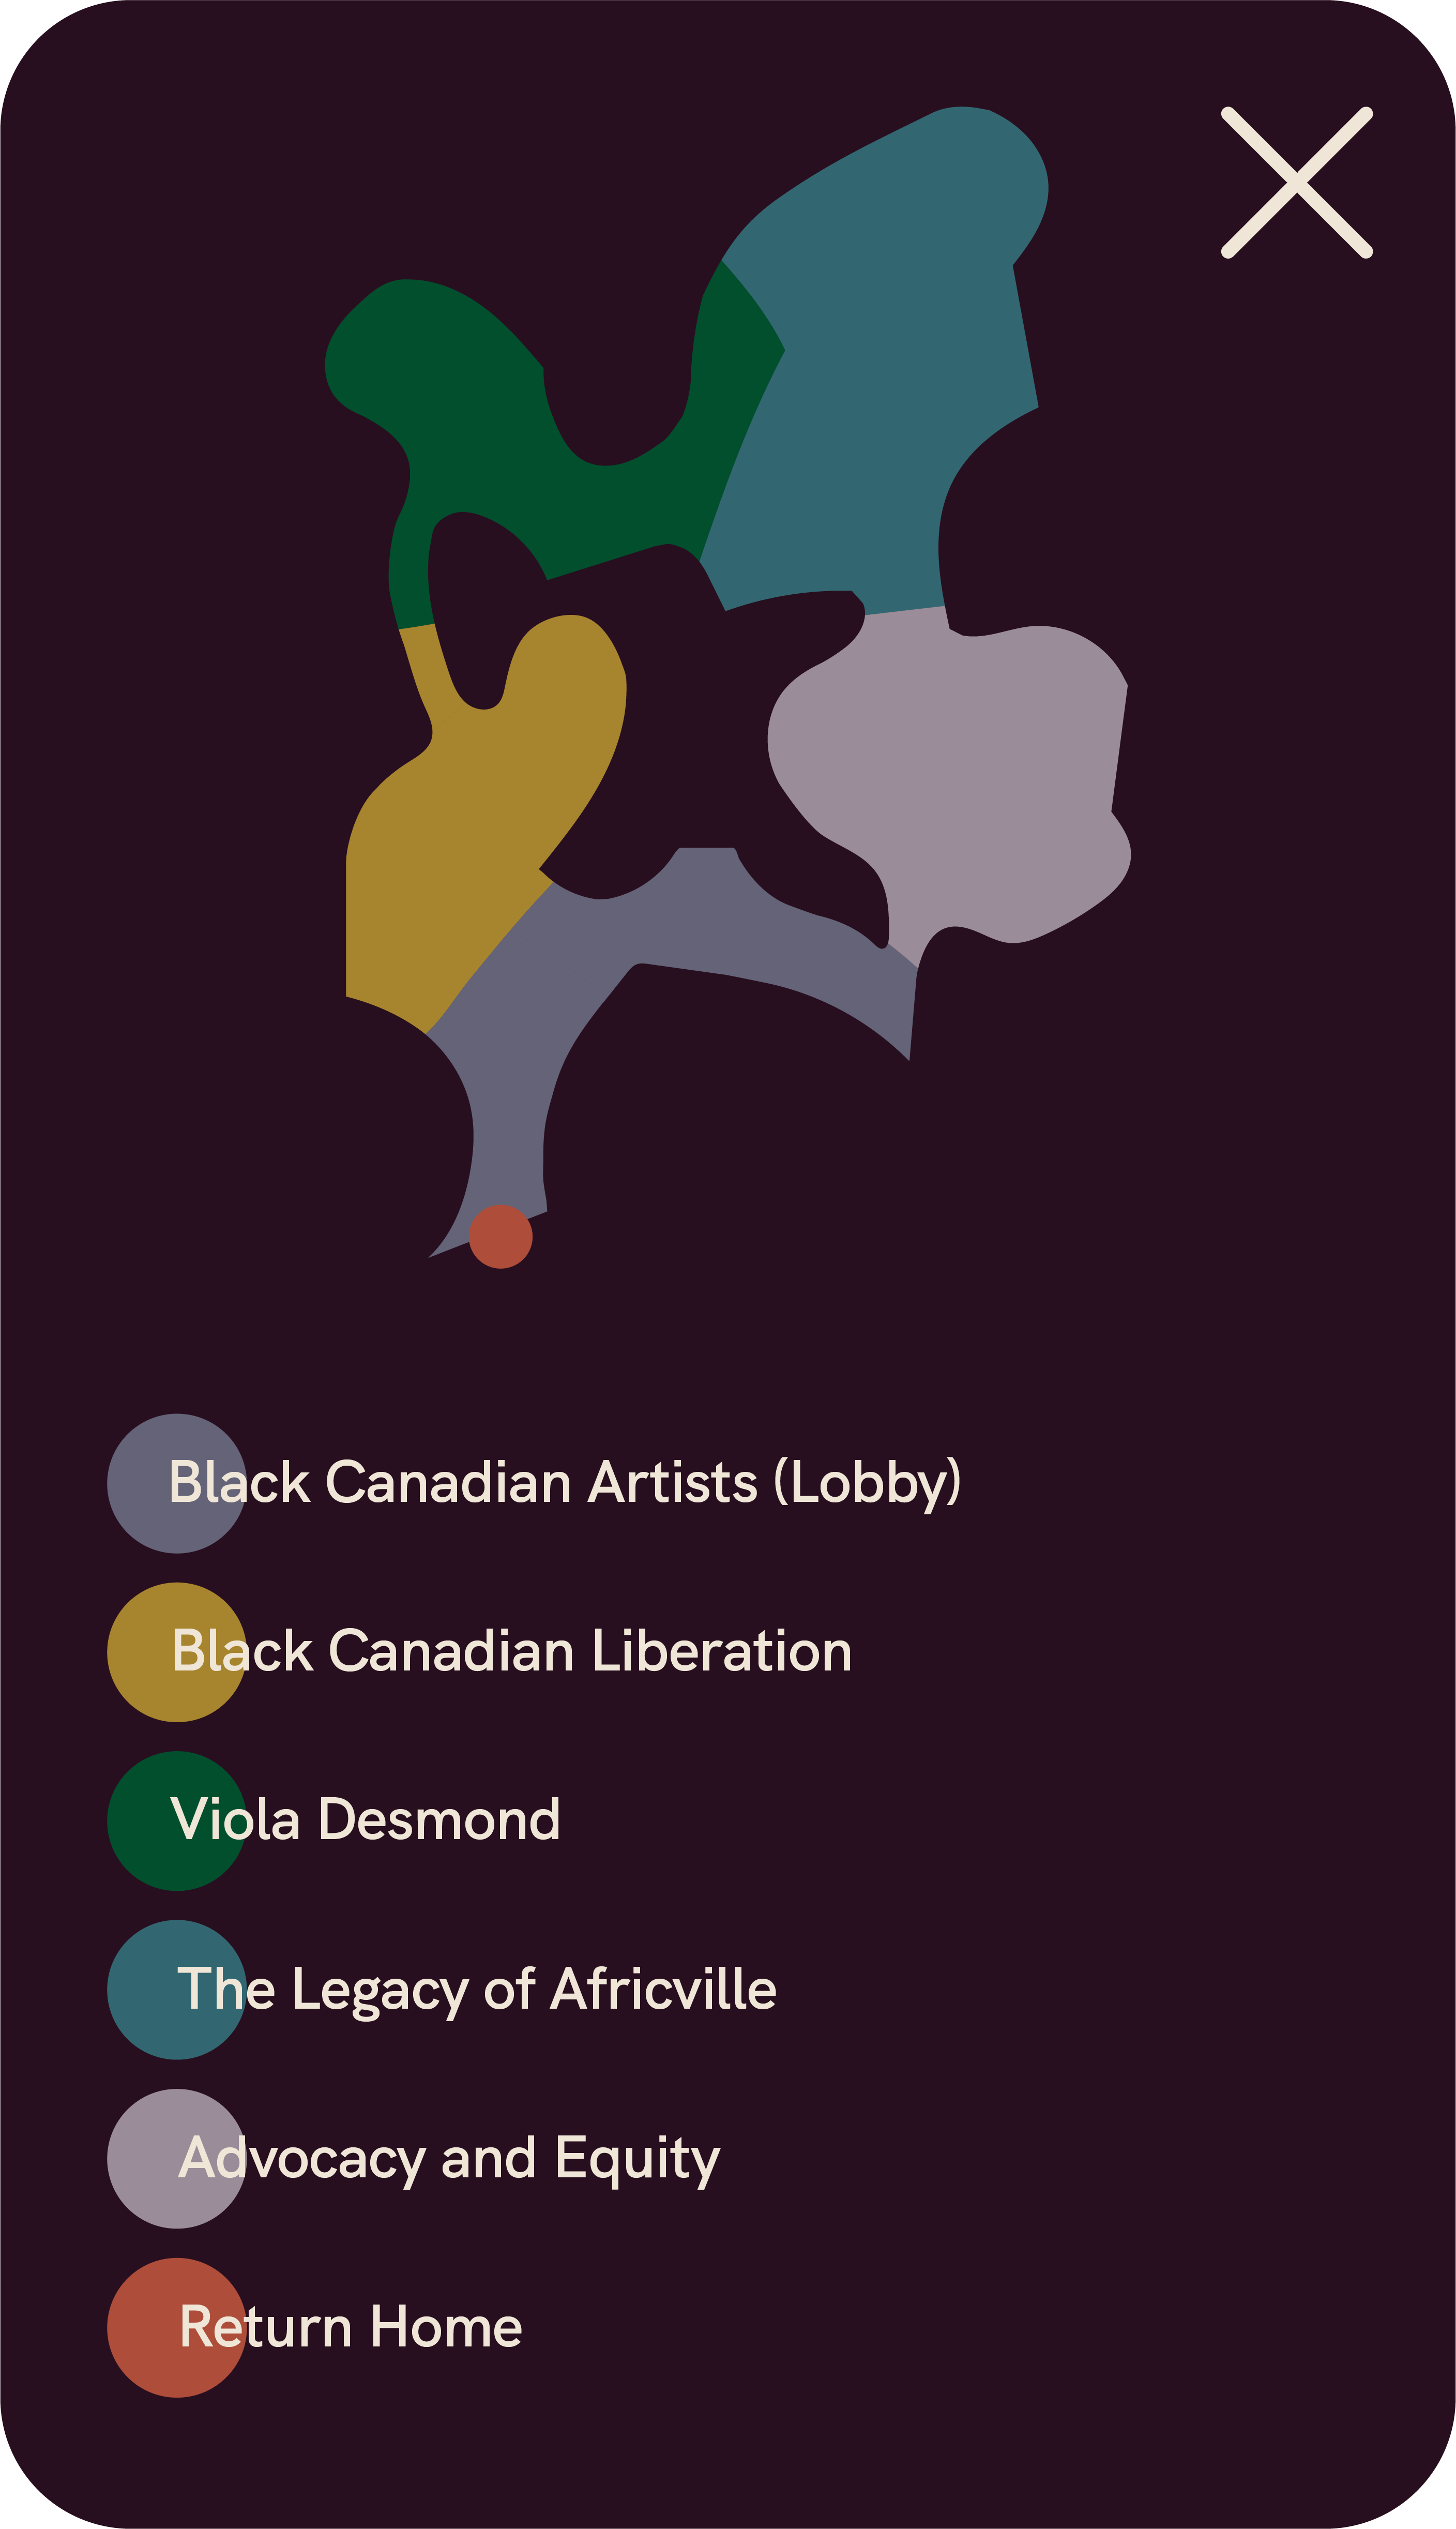 Black Canadian Artists (Lobby)
Black Canadian Liberation
Viola Desmond
The Legacy of Africville
Advocacy and Equity
Return Home